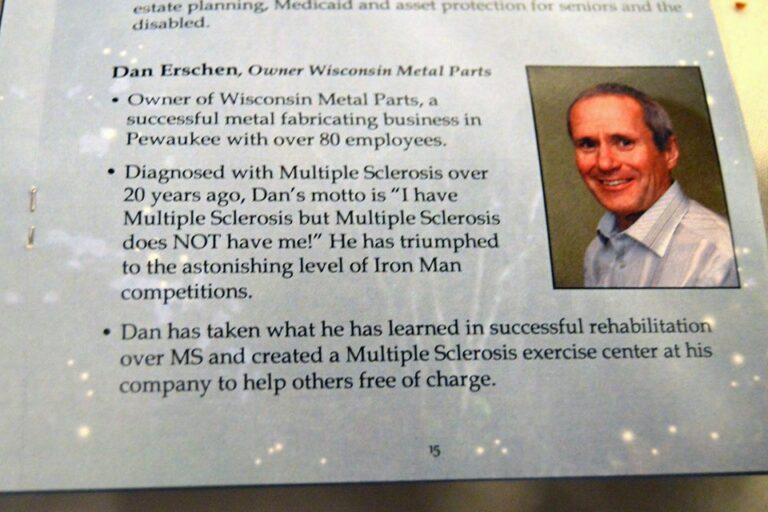 estate planning, Medicaid and asset protection for seniors and the
disabled.
Dan Erschen, Owner Wisconsin Metal Parts
• Owner of Wisconsin Metal Parts, a
successful metal fabricating business in
Pewaukee with over 80 employees.
• Diagnosed with Multiple Sclerosis over
20 years ago, Dan's motto is "I have
Multiple Sclerosis but Multiple Sclerosis
does NOT have me!" He has triumphed
to the astonishing level of Iron Man
competitions.
• Dan has taken what he has learned in successful rehabilitation
over MS and created a Multiple Sclerosis exercise center at his
company to help others free of charge.
15